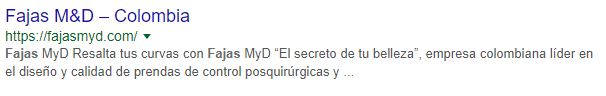 Fajas M&D – Colombia
https://fajasmyd.com/
Fajas MyD Resalta tus curvas con Fajas MyD “El secreto de tu belleza”, empresa colombiana líder en
el diseño y calidad de prendas de control posquirúrgicas y ...